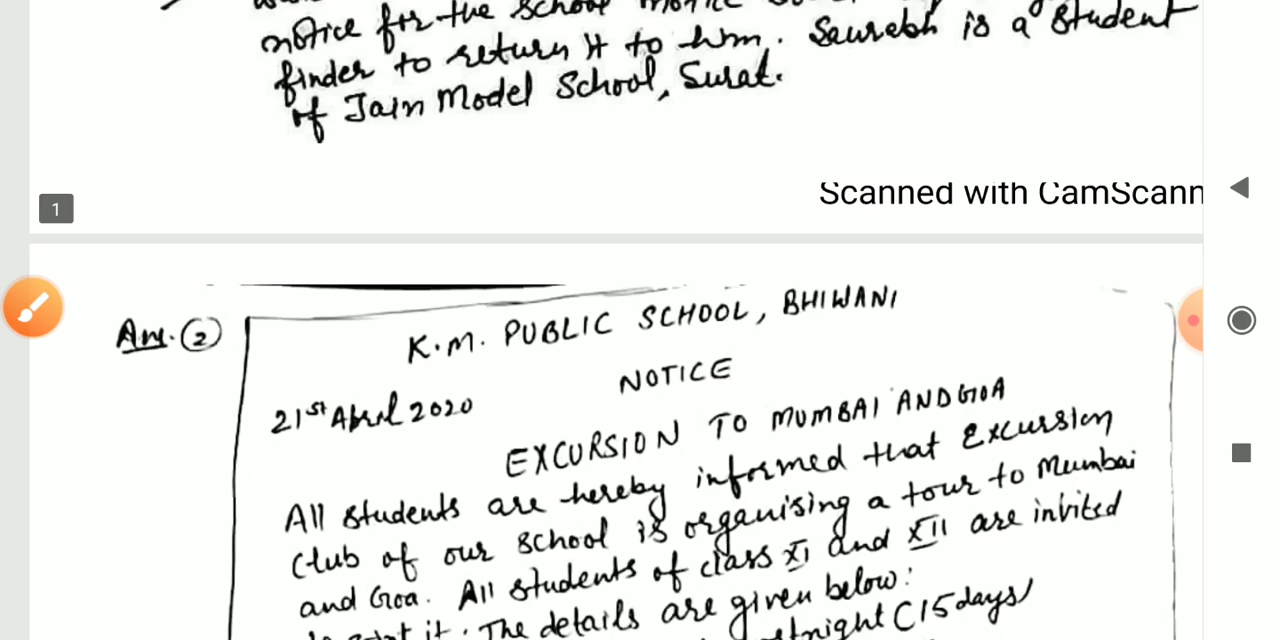 notice for the school
finder to return it to him. Saurabh is a student
of Jain Model School, Surat.
Scanned with CamScann
1
Ans. (2)
K.M. PUBLIC SCHOOL, BHIWANI
NOTICE
21st April 2020
EXCURSION TO MUMBAI AND GOA
All students are hereby informed that Excursion
Club of our school is organising a tour to Mumbai
and Goa. All students of class XI and XII are invited
it. The details are given below:
(15 days)